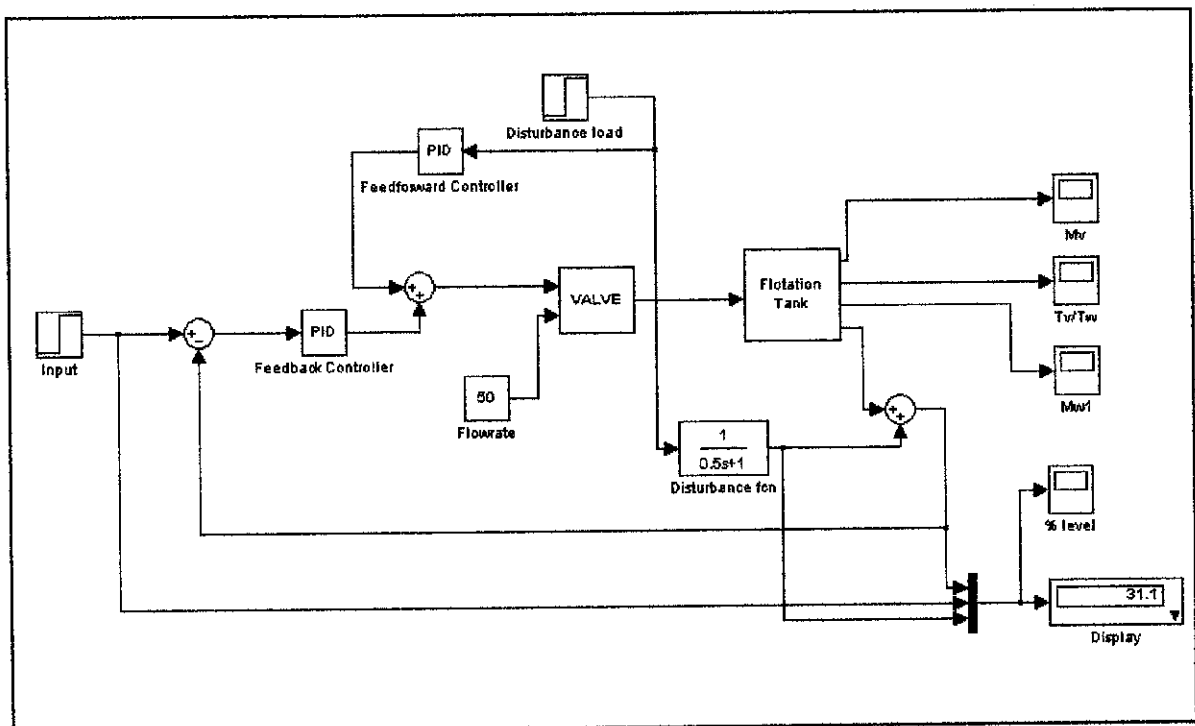 Disturbance load
PID
Feedforward Controller
Mv
Flotation
Tank
VALVE
Tv/Tw
Input
+
-
PID
Feedback Controller
+
+
50
Flowrate
Mw1
+
+
1
0.5s+1
Disturbance fcn
% level
31.1
Display